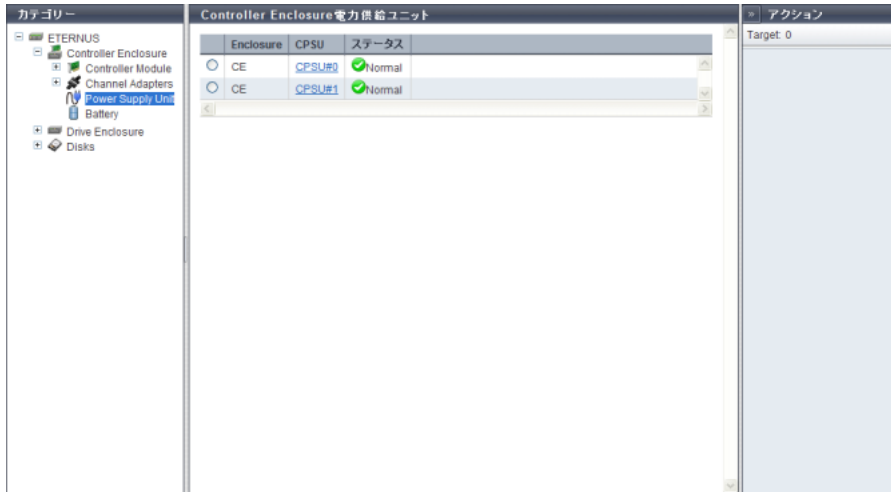 カテゴリー
ETERNUS
Controller Enclosure
Controller Module
Channel Adapters
Power Supply Unit
Battery
Drive Enclosure
Disks
Controller Enclosure電力供給ユニット
Enclosure CPSU ステータス
CE CPSU#0 Normal
CE CPSU#1 Normal
» アクション
Target: 0